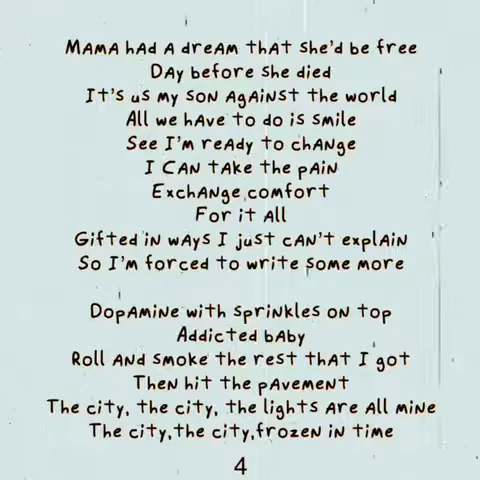 Mama had a dream that she'd be free
Day before she died
It's us my son against the world
All we have to do is smile
See I'm ready to change
I can take the pain
Exchange comfort
For it all
Gifted in ways I just can't explain
So I'm forced to write some more
Dopamine with sprinkles on top
Addicted baby
Roll and smoke the rest that I got
Then hit the pavement
The city, the city, the lights are all mine
The city,the city,frozen in time
4